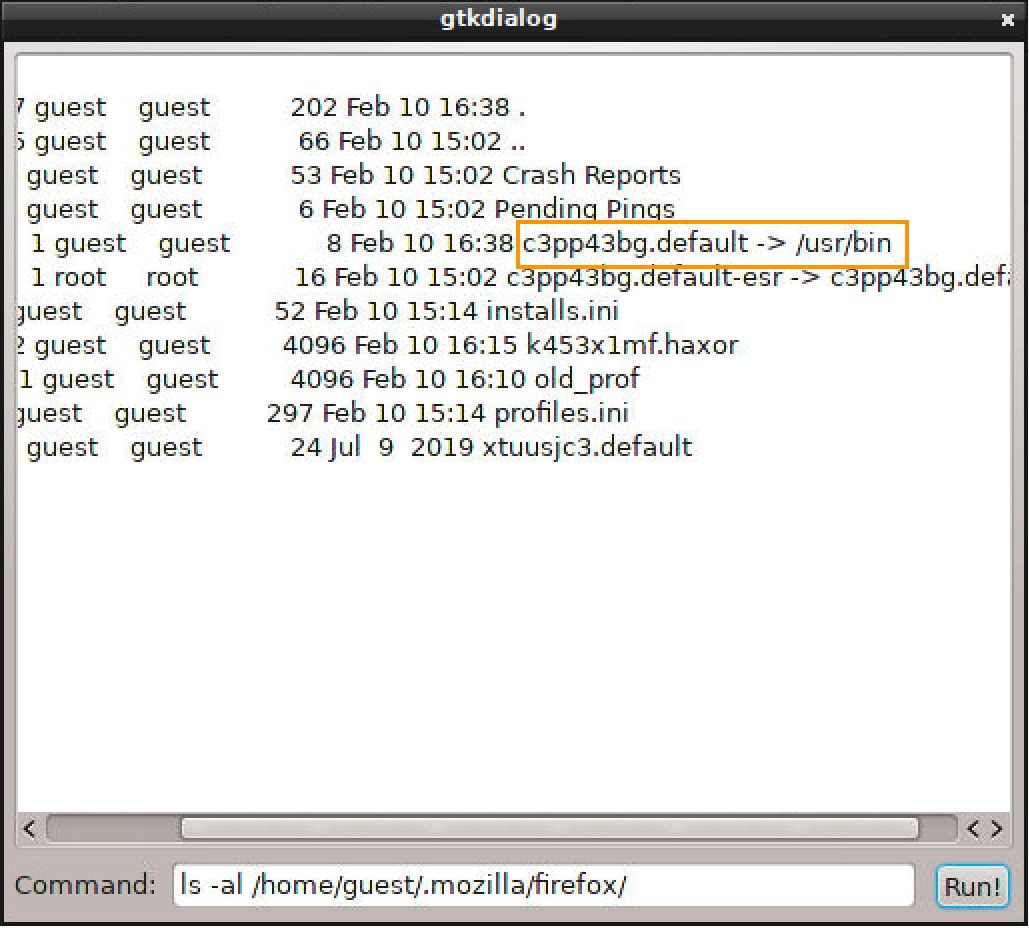 gtkdialog
7 guest guest 202 Feb 10 16:38 .
guest guest 66 Feb 10 15:02 ..
guest guest 53 Feb 10 15:02 Crash Reports
guest guest 6 Feb 10 15:02 Pending Pings
1 guest guest 8 Feb 10 16:38 c3pp43bg.default -> /usr/bin
1 root root 16 Feb 10 15:02 c3pp43bg.default-esr -> c3pp43bg.defa
guest guest 52 Feb 10 15:14 installs.ini
2 guest guest 4096 Feb 10 16:15 k453x1mf.haxor
1 guest guest 4096 Feb 10 16:10 old_prof
guest guest 297 Feb 10 15:14 profiles.ini
guest guest 24 Jul 9 2019 xtuusjc3.default
Command: ls -al /home/guest/.mozilla/firefox/ Run!